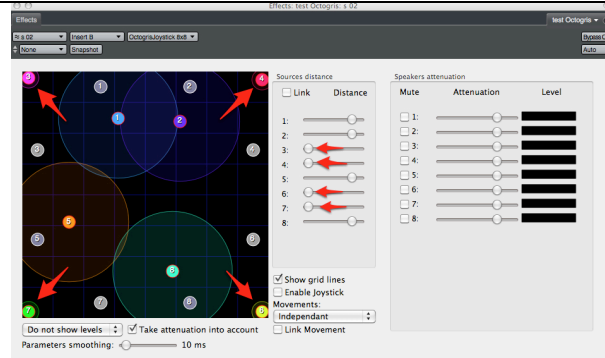 Effects: test Octogris: s 02
Effects
test Octogris
s 02
Insert B
OctogrisJoystick 8x8
Bypass
None
Snapshot
Auto
Sources distance
Speakers attenuation
Link
Distance
Mute
Attenuation
Level
3
4
1
2
1
2
3
4
5
5
6
8
7
8
7
6
1:
2:
3:
4:
5:
6:
7:
8:
1:
2:
3:
4:
5:
6:
7:
8:
Show grid lines
Enable Joystick
Movements:
Independant
Link Movement
Do not show levels
Take attenuation into account
Parameters smoothing:
10 ms